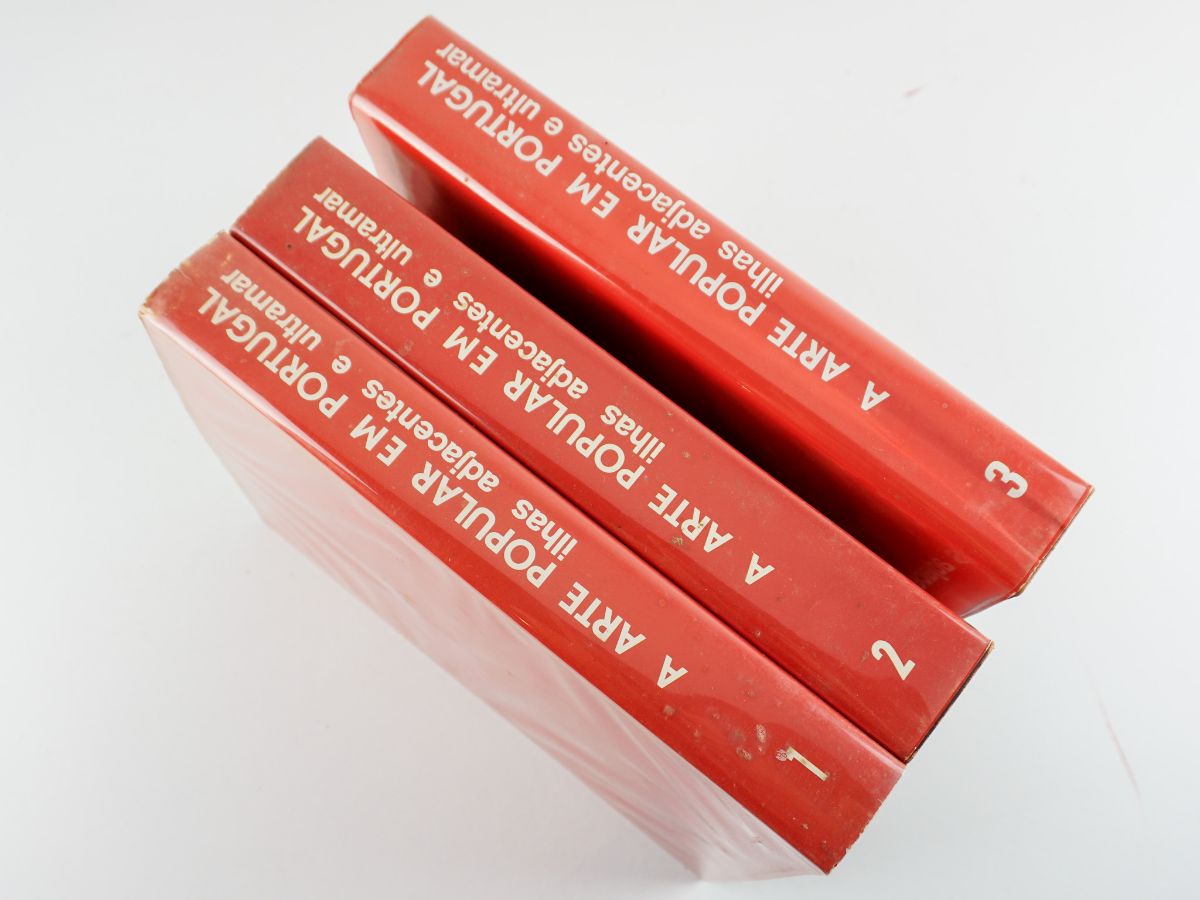 A ARTE POPULAR EM PORTUGAL
ilhas adjacentes e ultramar
1
A ARTE POPULAR EM PORTUGAL
ilhas adjacentes e ultramar
2
A ARTE POPULAR EM PORTUGAL
ilhas adjacentes e ultramar
3